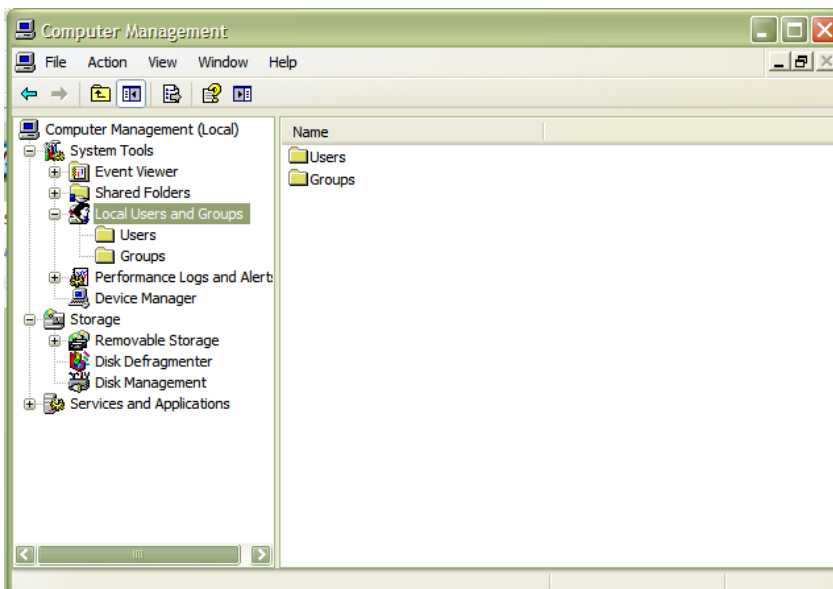 Computer Management
File Action View Window Help
Computer Management (Local)
System Tools
Event Viewer
Shared Folders
Local Users and Groups
Users
Groups
Performance Logs and Alerts
Device Manager
Storage
Removable Storage
Disk Defragmenter
Disk Management
Services and Applications
Name
Users
Groups